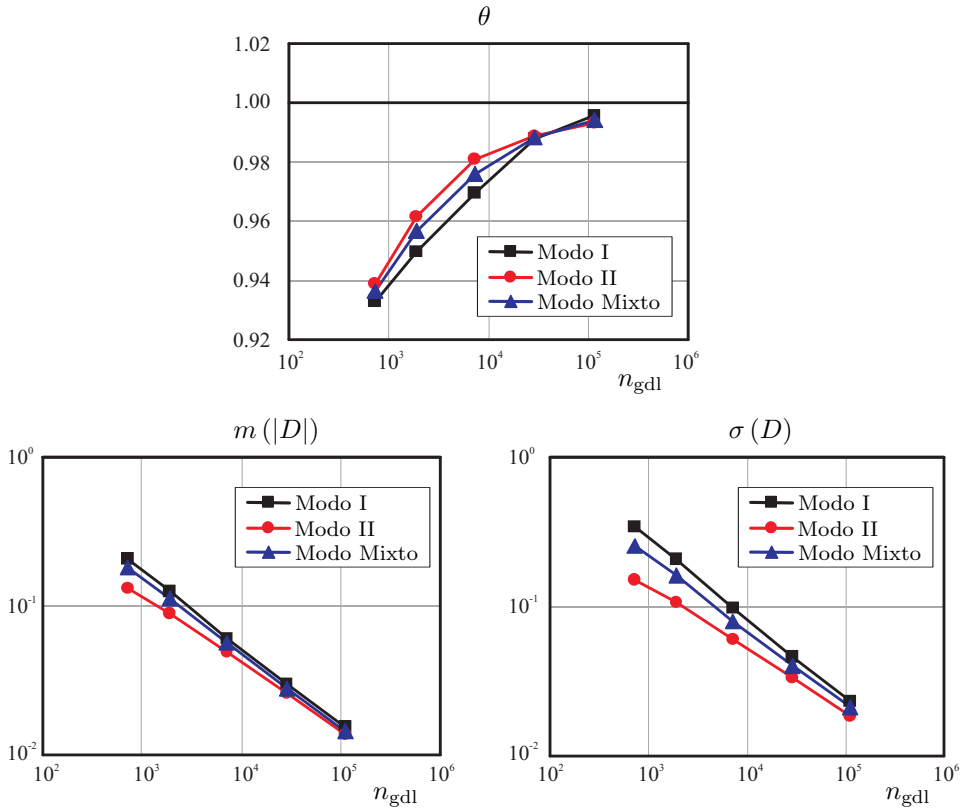 θ
1.02
1.00
0.98
0.96
0.94
0.92
Modo I
Modo II
Modo Mixto
10² 10³ 10⁴ 10⁵ 10⁶
n_gdl
m (|D|)
10⁰
10⁻¹
10⁻²
Modo I
Modo II
Modo Mixto
10² 10³ 10⁴ 10⁵ 10⁶
n_gdl
σ (D)
10⁰
10⁻¹
10⁻²
Modo I
Modo II
Modo Mixto
10² 10³ 10⁴ 10⁵ 10⁶
n_gdl